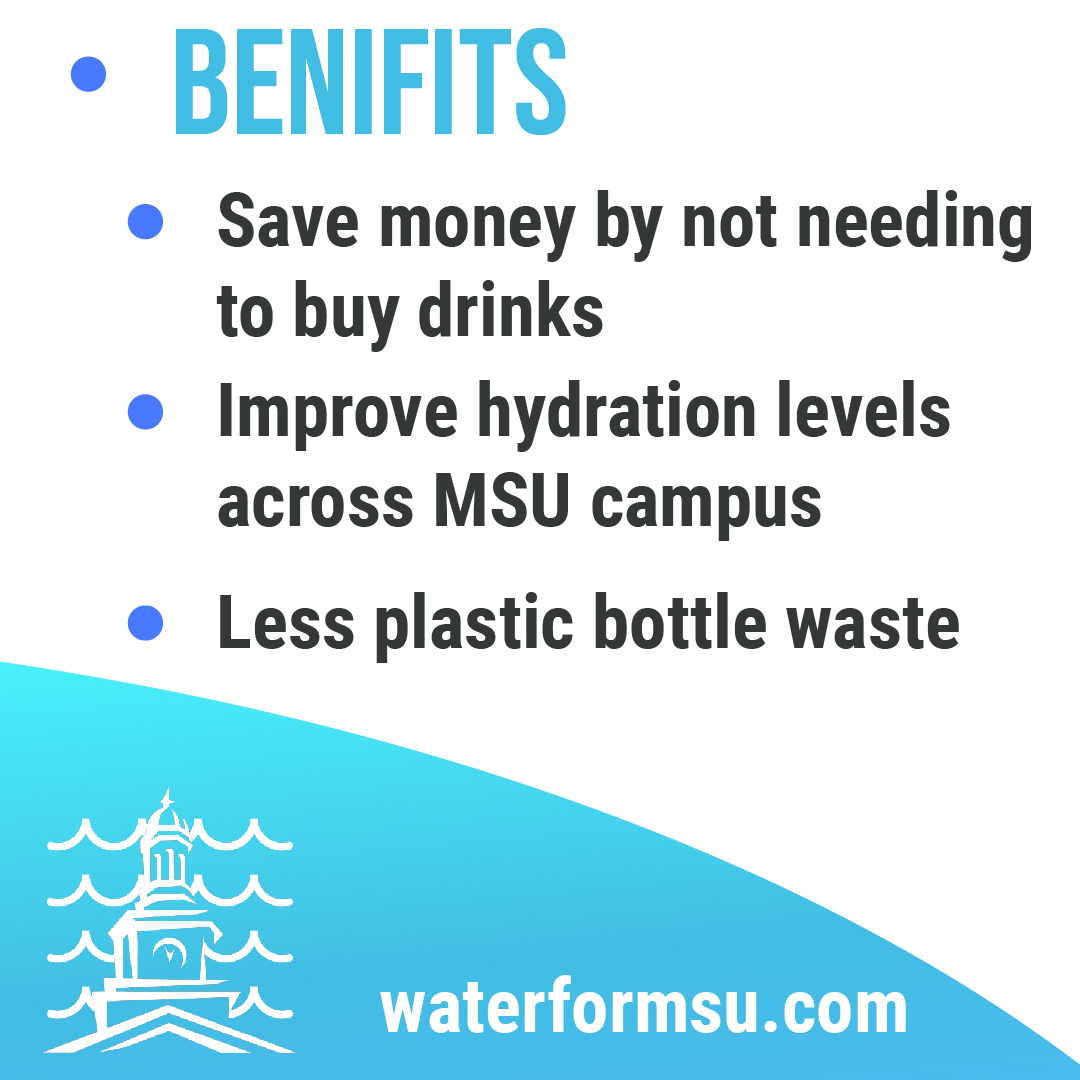 BENIFITS
Save money by not needing
to buy drinks
Improve hydration levels
across MSU campus
Less plastic bottle waste
waterformsu.com